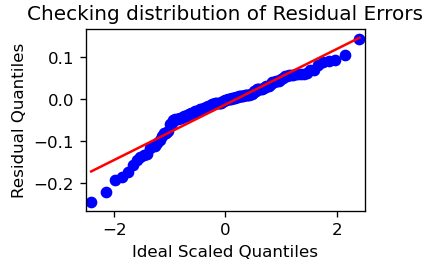 Checking distribution of Residual Errors
Residual Quantiles
0.1
0.0
−0.1
−0.2
−2
0
2
Ideal Scaled Quantiles